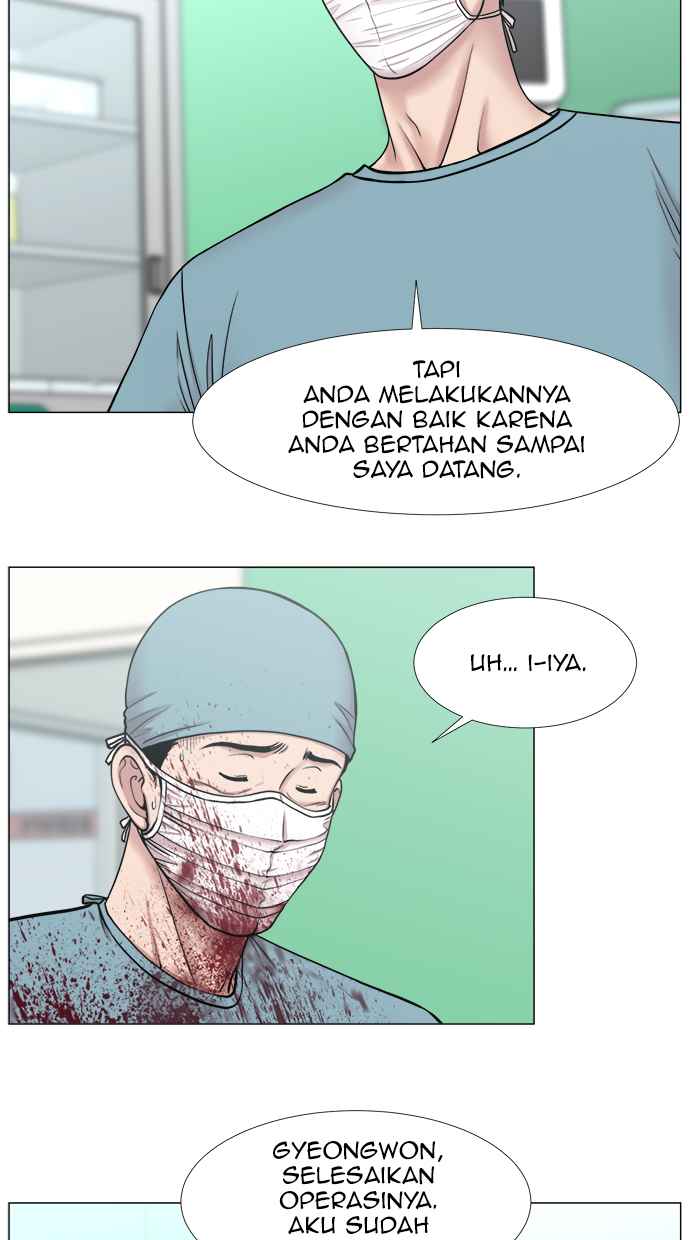 TAPI
ANDA MELAKUKANNYA
DENGAN BAIK KARENA
ANDA BERTAHAN SAMPAI
SAYA DATANG.
UH... I-IYA.
GYEONGWON,
SELESAIKAN
OPERASINYA.
AKU SUDAH